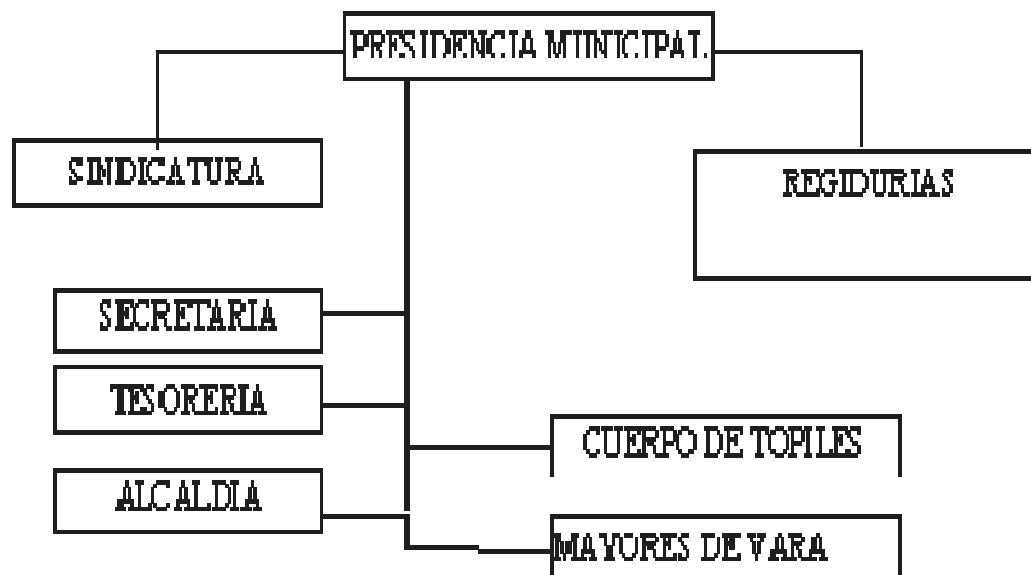 PRESIDENCIA MUNICIPAL
SINDICATURA
REGIDURIAS
SECRETARIA
TESORERIA
CUERPO DE TOPILES
ALCALDIA
MAYORES DE VARA